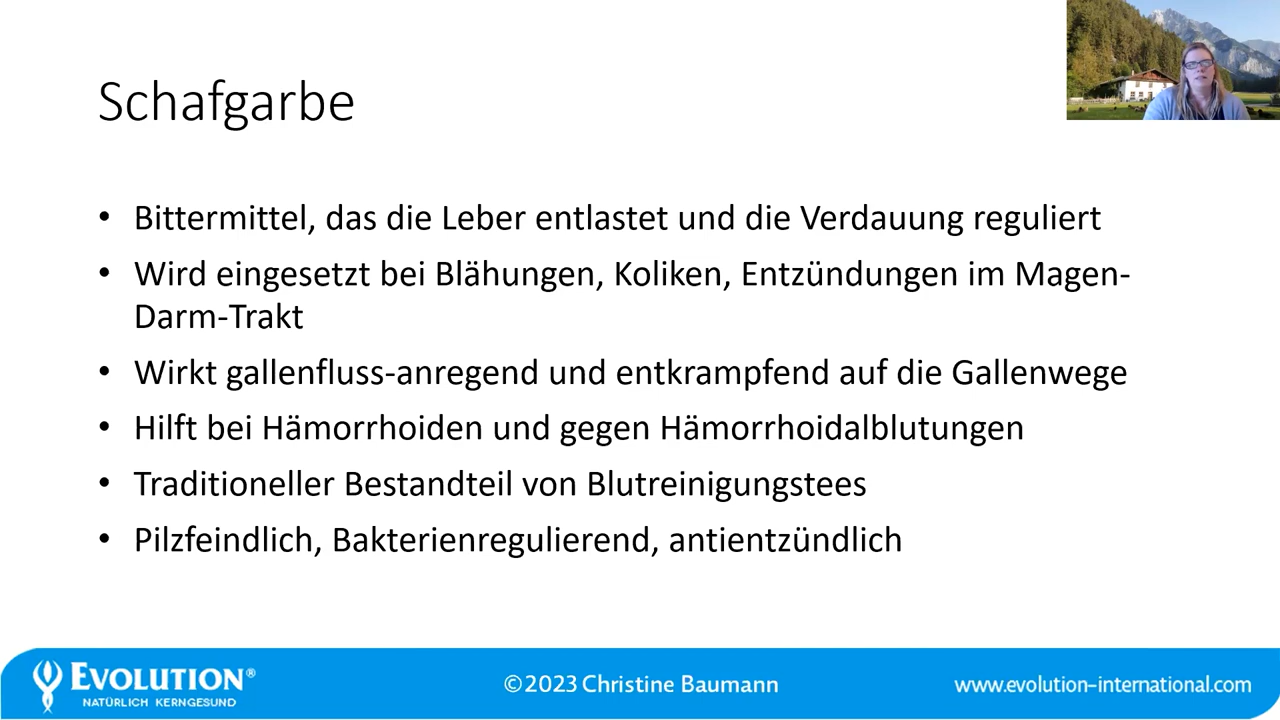 Schafgarbe
• Bittermittel, das die Leber entlastet und die Verdauung reguliert
• Wird eingesetzt bei Blähungen, Koliken, Entzündungen im Magen-
Darm-Trakt
• Wirkt gallenfluss-anregend und entkrampfend auf die Gallenwege
• Hilft bei Hämorrhoiden und gegen Hämorrhoidalblutungen
• Traditioneller Bestandteil von Blutreinigungstees
• Pilzfeindlich, Bakterienregulierend, antientzündlich
EVOLUTION®
NATÜRLICH KERNGESUND
©2023 Christine Baumann
www.evolution-international.com